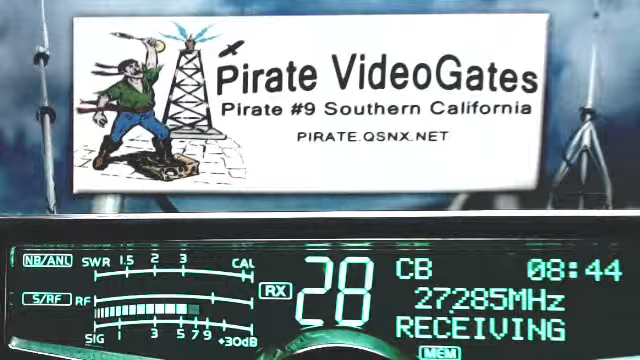 Pirate VideoGates
Pirate #9 Southern California
PIRATE.QSNX.NET
NB/ANL SWR 1.5 2 3 CAL
S/RF RF
SIG 1 3 5 7 9 +30dB
RX 28
CB 08:44
27.285MHz
RECEIVING
MEM